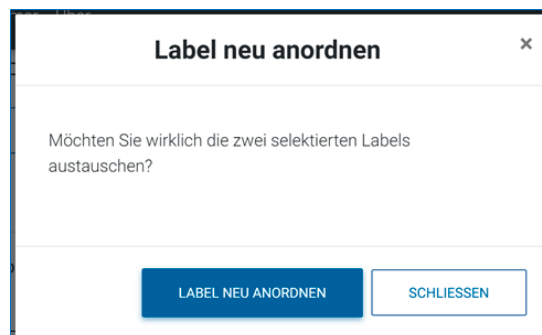 Label neu anordnen
×
Möchten Sie wirklich die zwei selektierten Labels
austauschen?
LABEL NEU ANORDNEN
SCHLIESSEN